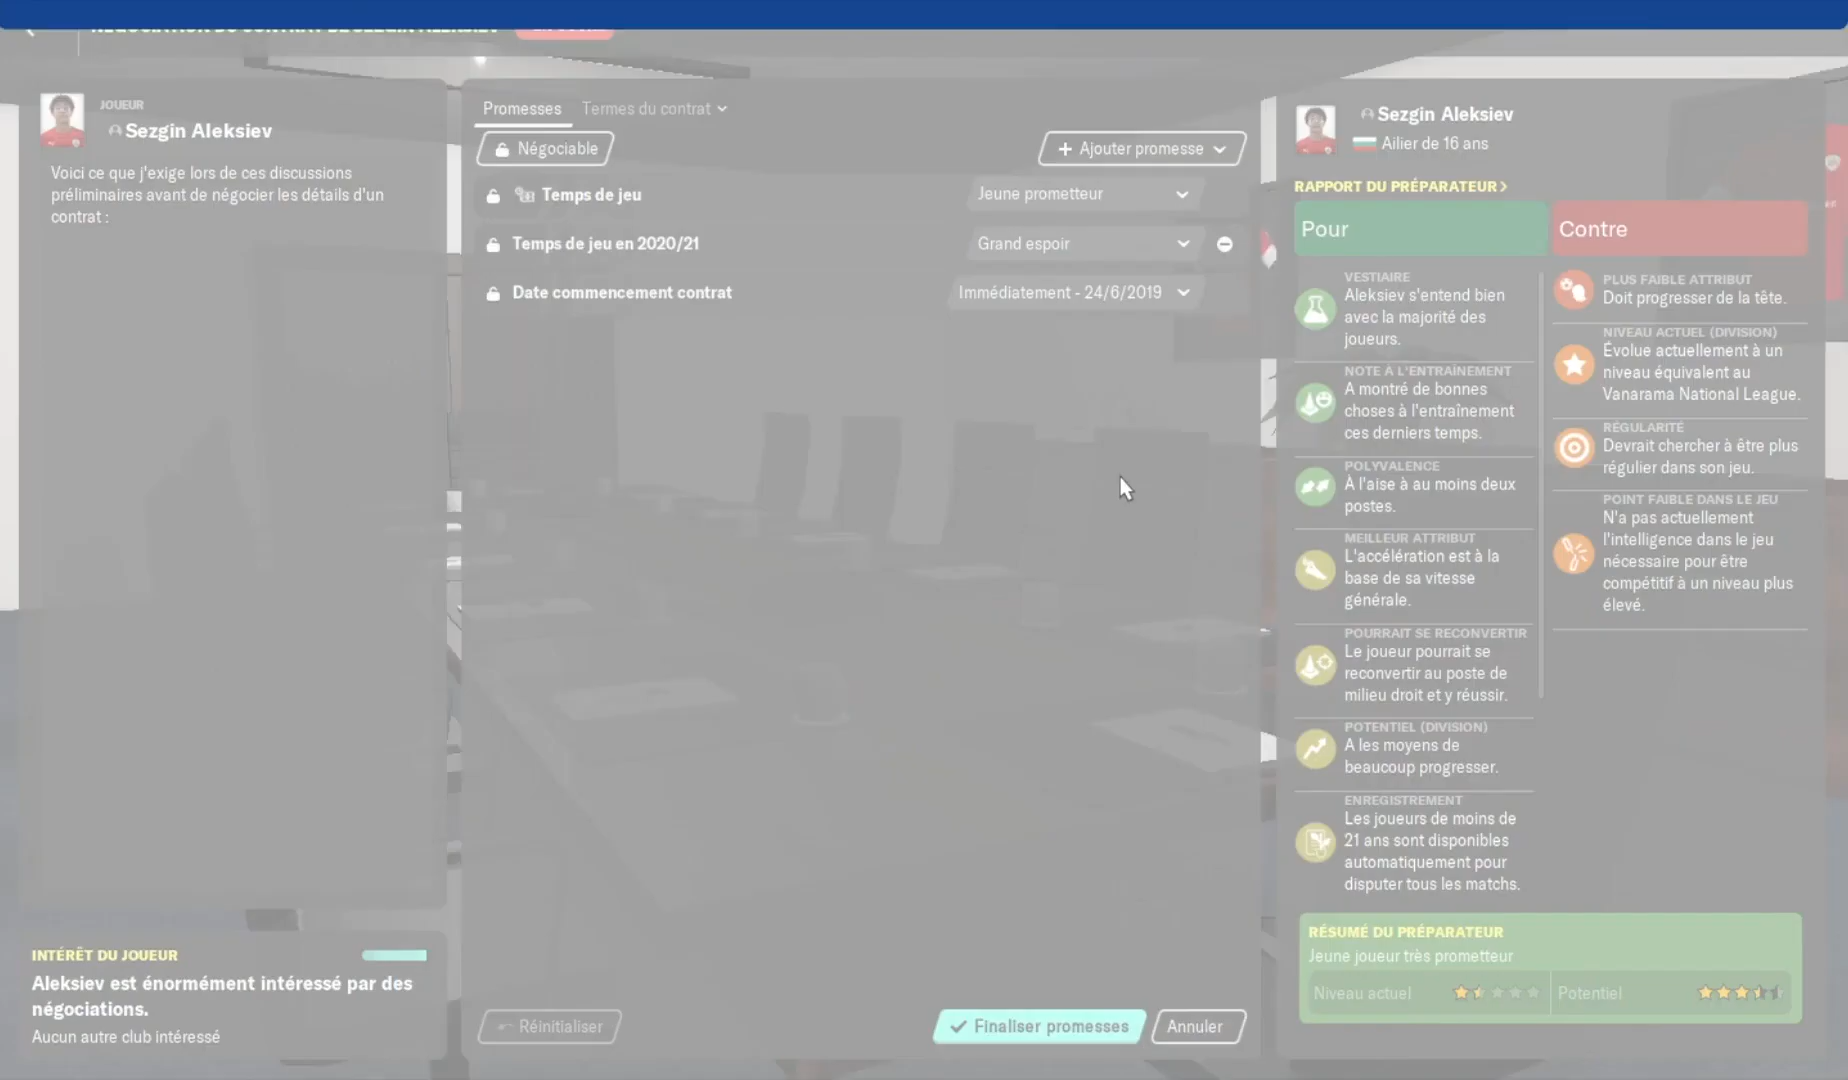 JOUEUR
Sezgin Aleksiev
Voici ce que j'exige lors de ces discussions
préliminaires avant de négocier les détails d'un
contrat :
INTÉRÊT DU JOUEUR
Aleksiev est énormément intéressé par des
négociations.
Aucun autre club intéressé
Promesses
Termes du contrat
Négociable
Ajouter promesse
Temps de jeu
Jeune prometteur
Temps de jeu en 2020/21
Grand espoir
Date commencement contrat
Immédiatement - 24/6/2019
Réinitialiser
Finaliser promesses
Annuler
Sezgin Aleksiev
Ailier de 16 ans
RAPPORT DU PRÉPARATEUR >
Pour
VESTIAIRE
Aleksiev s'entend bien
avec la majorité des
joueurs.
NOTE À L'ENTRAÎNEMENT
A montré de bonnes
choses à l'entraînement
ces derniers temps.
POLYVALENCE
À l'aise à au moins deux
postes.
MEILLEUR ATTRIBUT
L'accélération est à la
base de sa vitesse
générale.
POURRAIT SE RECONVERTIR
Le joueur pourrait se
reconvertir au poste de
milieu droit et y réussir.
POTENTIEL (DIVISION)
A les moyens de
beaucoup progresser.
ENREGISTREMENT
Les joueurs de moins de
21 ans sont disponibles
automatiquement pour
disputer tous les matchs.
Contre
PLUS FAIBLE ATTRIBUT
Doit progresser de la tête.
NIVEAU ACTUEL (DIVISION)
Évolue actuellement à un
niveau équivalent au
Vanarama National League.
RÉGULARITÉ
Devrait chercher à être plus
régulier dans son jeu.
POINT FAIBLE DANS LE JEU
N'a pas actuellement
l'intelligence dans le jeu
nécessaire pour être
compétitif à un niveau plus
élevé.
RÉSUMÉ DU PRÉPARATEUR
Jeune joueur très prometteur
Niveau actuel
Potentiel